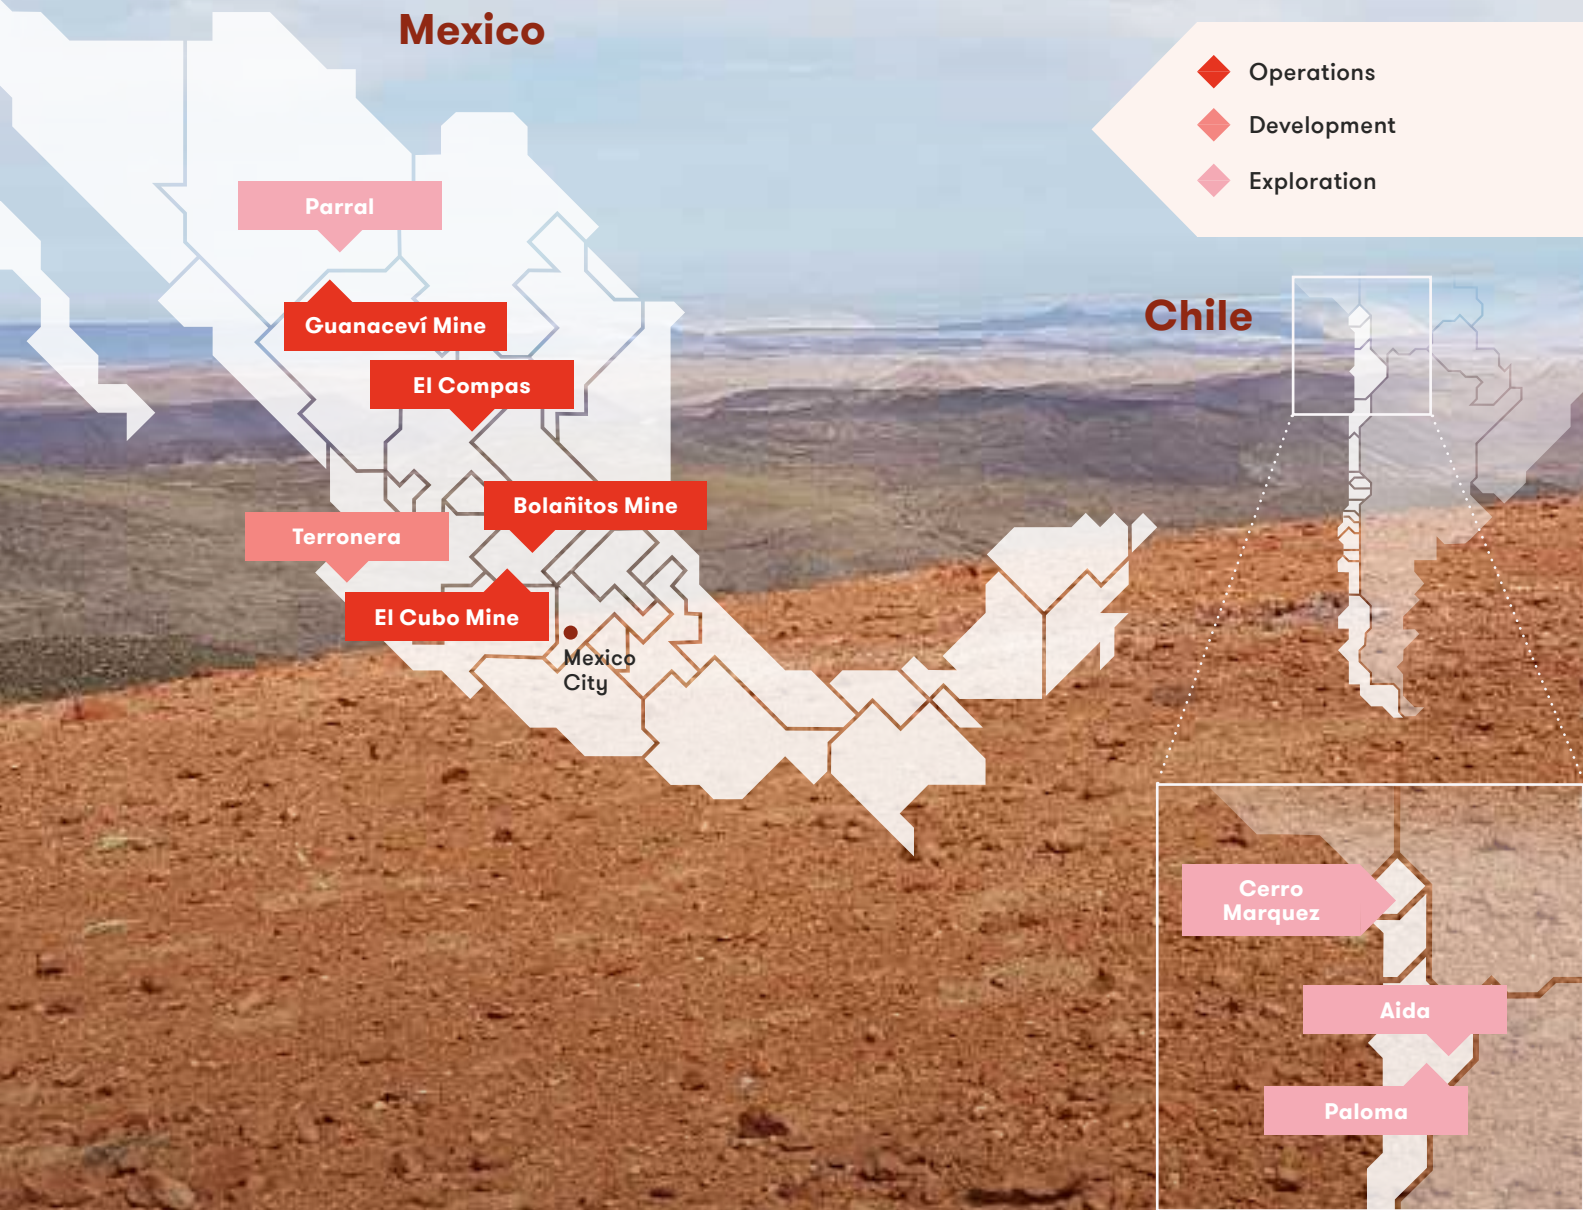 Mexico
Operations
Development
Exploration
Parral
Guanaceví Mine
El Compas
Bolañitos Mine
Terronera
El Cubo Mine
Mexico
City
Chile
Cerro
Marquez
Aida
Paloma